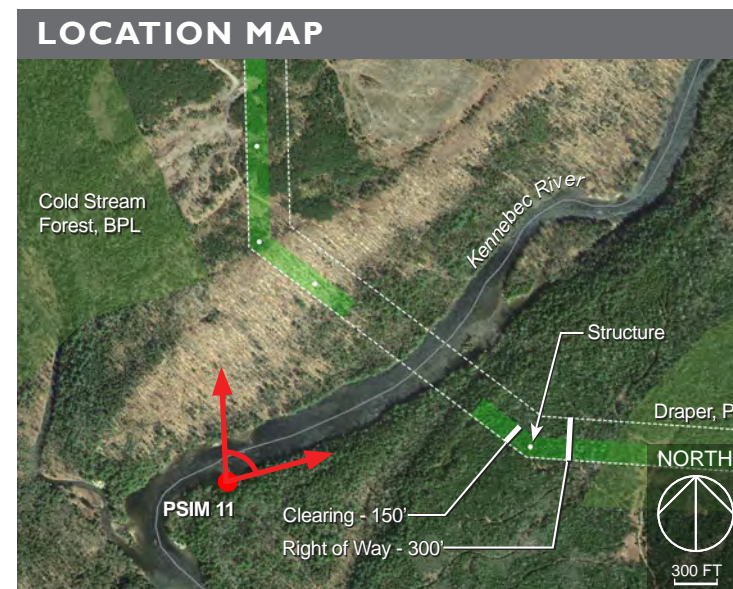 LOCATION MAP
Cold Stream
Forest, BPL
Kennebec River
Structure
Draper, P
NORTH
PSIM 11
Clearing - 150'
Right of Way - 300'
300 FT